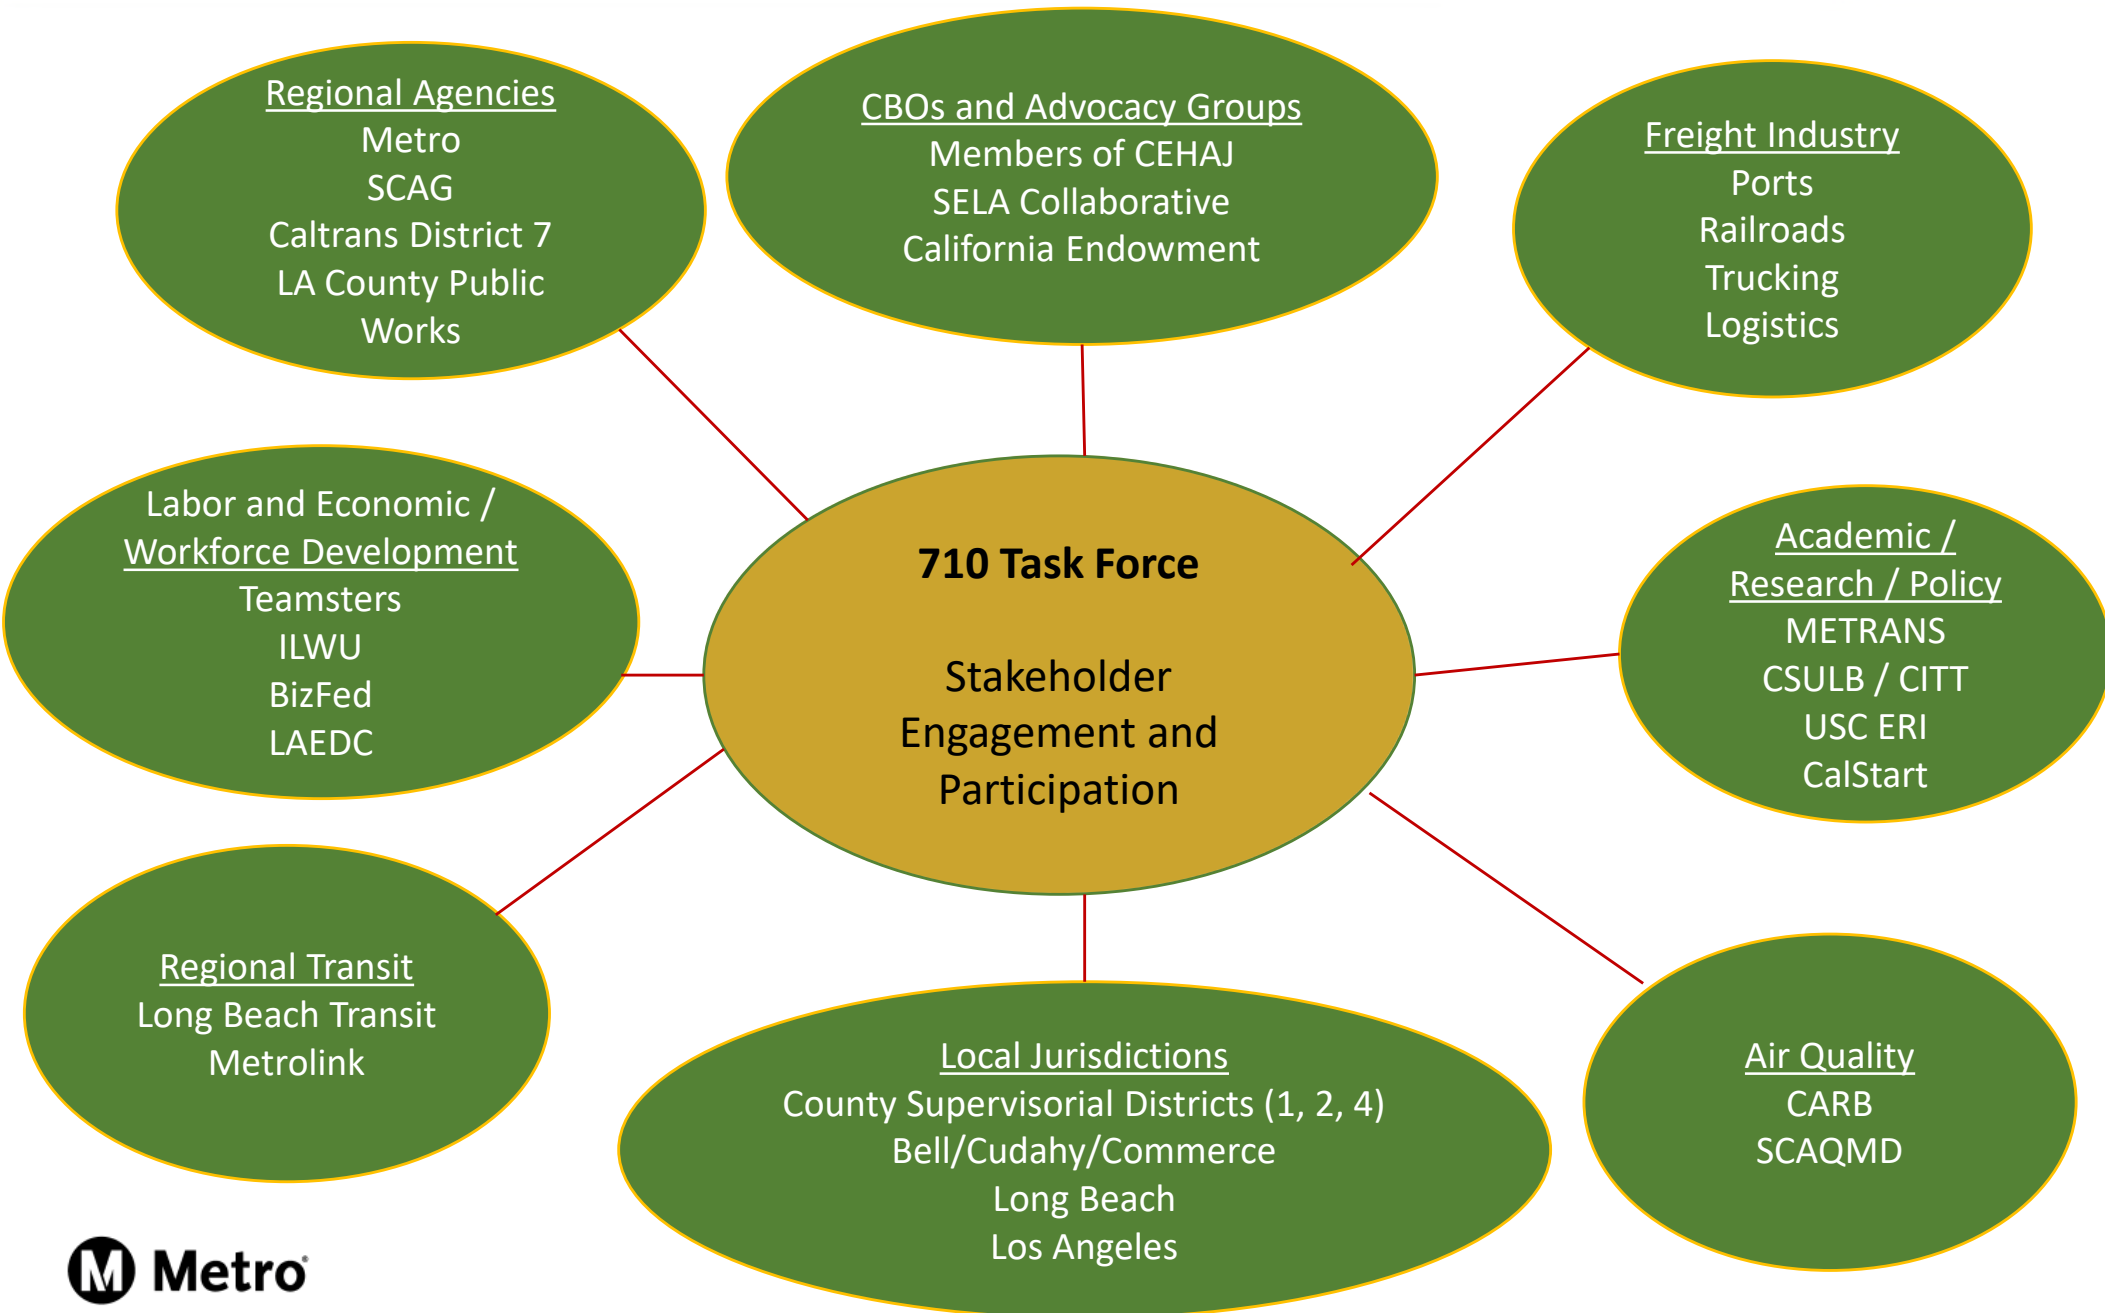 Regional Agencies
Metro
SCAG
Caltrans District 7
LA County Public
Works
CBOs and Advocacy Groups
Members of CEHAJ
SELA Collaborative
California Endowment
Freight Industry
Ports
Railroads
Trucking
Logistics
Labor and Economic /
Workforce Development
Teamsters
ILWU
BizFed
LAEDC
710 Task Force
Stakeholder
Engagement and
Participation
Academic /
Research / Policy
METRANS
CSULB / CITT
USC ERI
CalStart
Regional Transit
Long Beach Transit
Metrolink
Local Jurisdictions
County Supervisorial Districts (1, 2, 4)
Bell/Cudahy/Commerce
Long Beach
Los Angeles
Air Quality
CARB
SCAQMD
M Metro